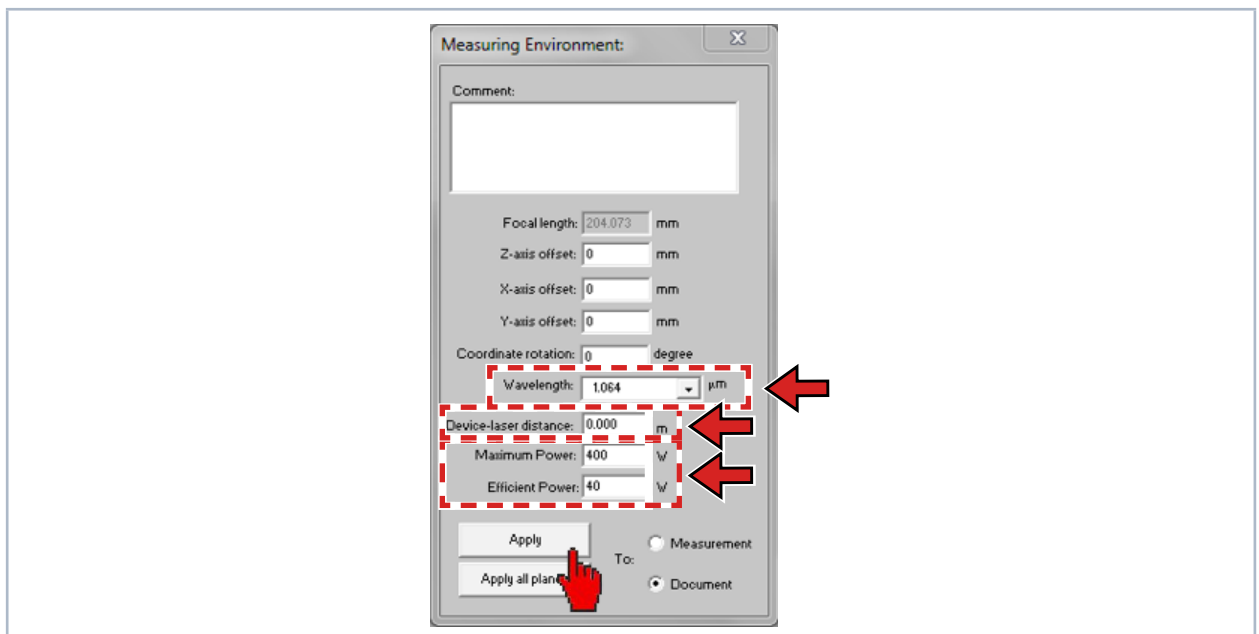 Measuring Environment:
Comment:
Focal length: 204.073 mm
Z-axis offset: 0 mm
X-axis offset: 0 mm
Y-axis offset: 0 mm
Coordinate rotation: 0 degree
Wavelength: 1.064 µm
Device-laser distance: 0.000 m
Maximum Power: 400 W
Efficient Power: 40 W
Apply
To:
Measurement
Apply all
Document